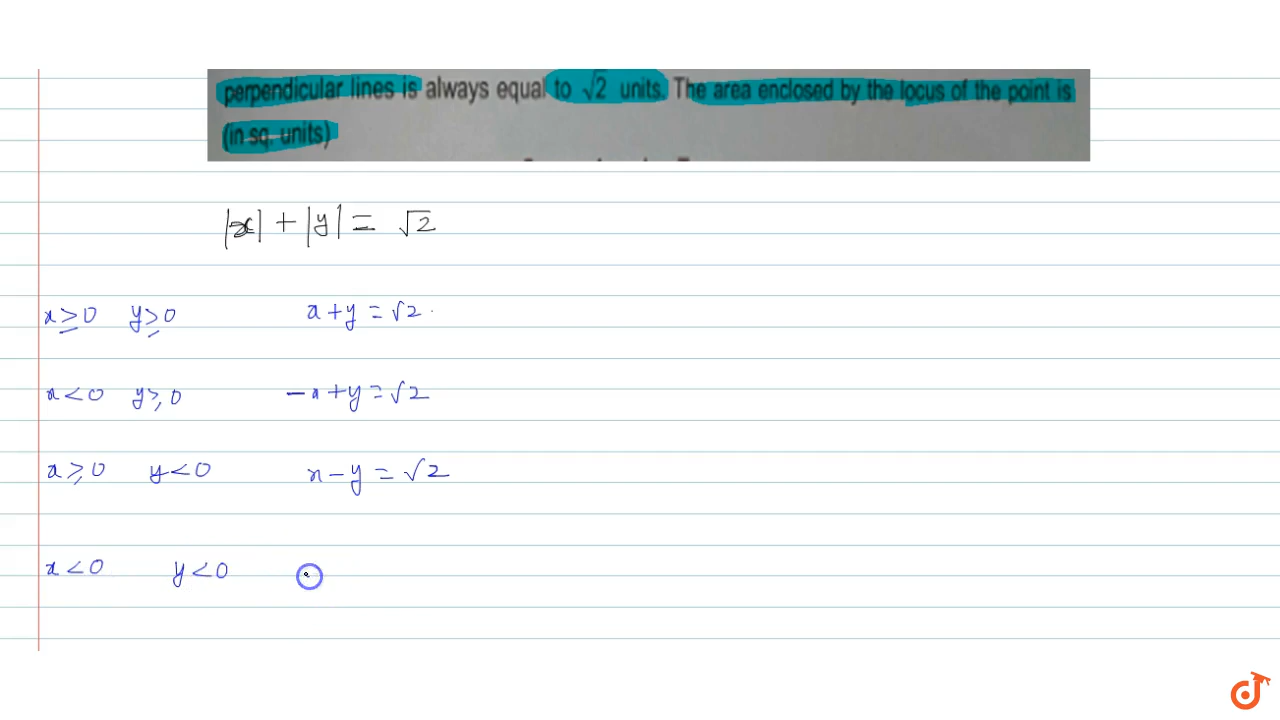 perpendicular lines is always equal to √2 units. The area enclosed by the locus of the point is
(in sq. units)
|x| + |y| = √2
x ≥ 0 y ≥ 0 x + y = √2
x < 0 y ≥ 0 -x + y = √2
x ≥ 0 y < 0 x - y = √2
x < 0 y < 0